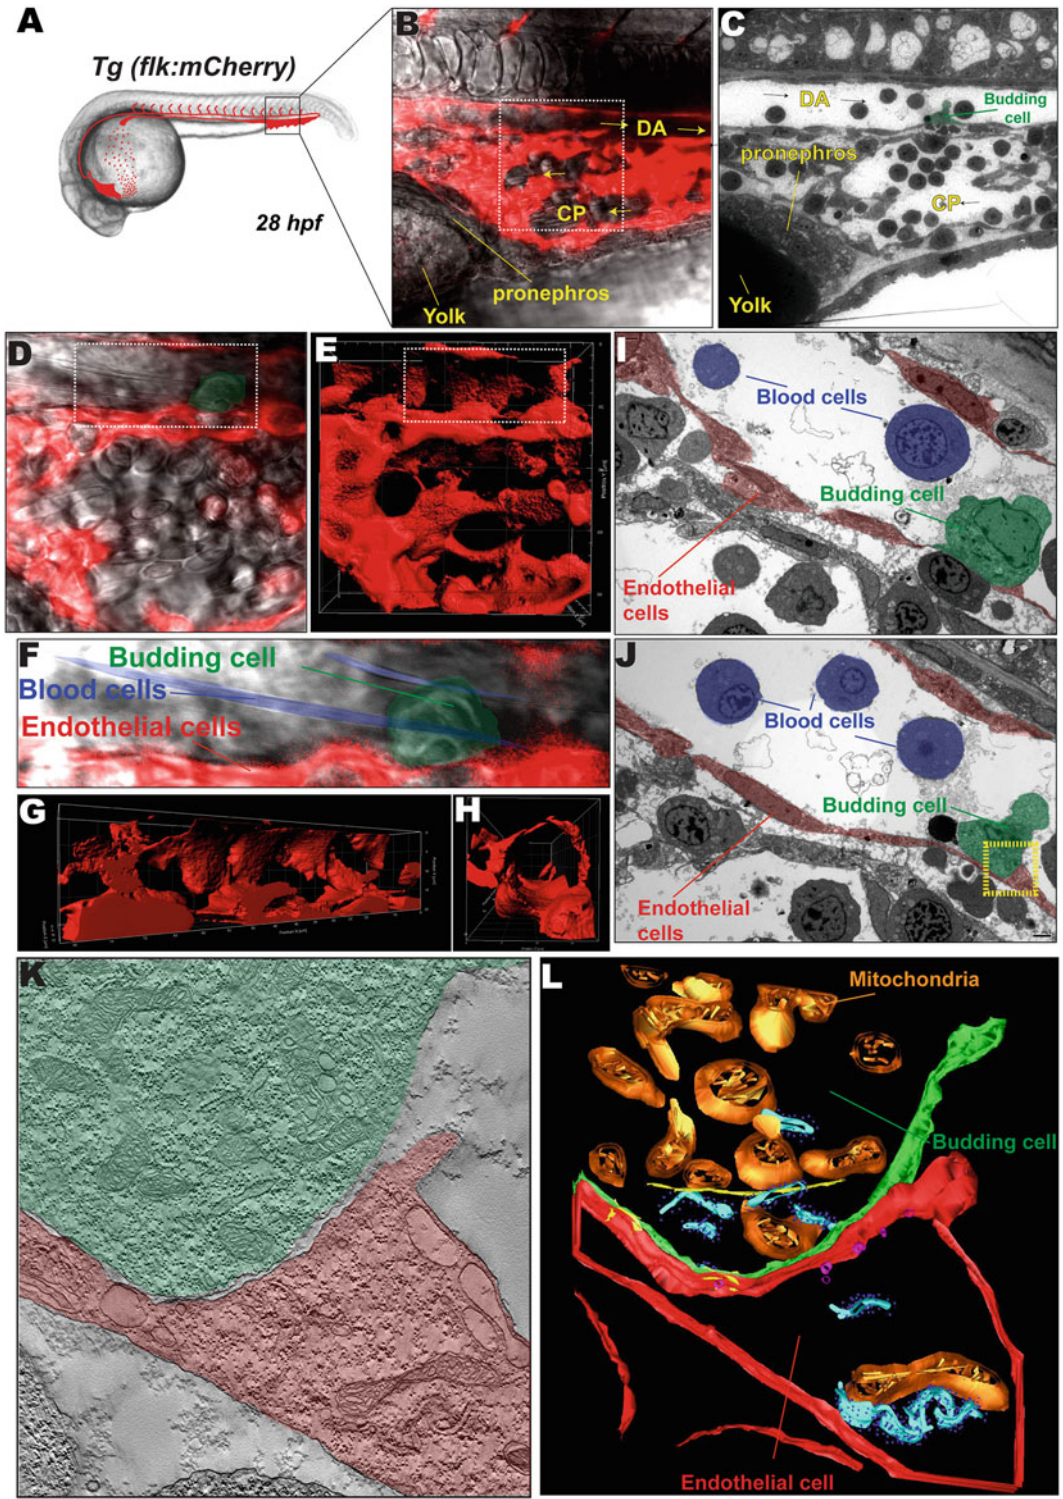 A
Tg (flk:mCherry)
28 hpf
B
DA
CP
pronephros
Yolk
C
DA
Budding
cell
pronephros
CP
Yolk
D
E
I
Blood cells
Budding cell
Endothelial
cells
F
Budding cell
Blood cells
Endothelial cells
J
Blood cells
Budding cell
Endothelial
cells
G
H
K
L
Mitochondria
Budding cell
Endothelial cell